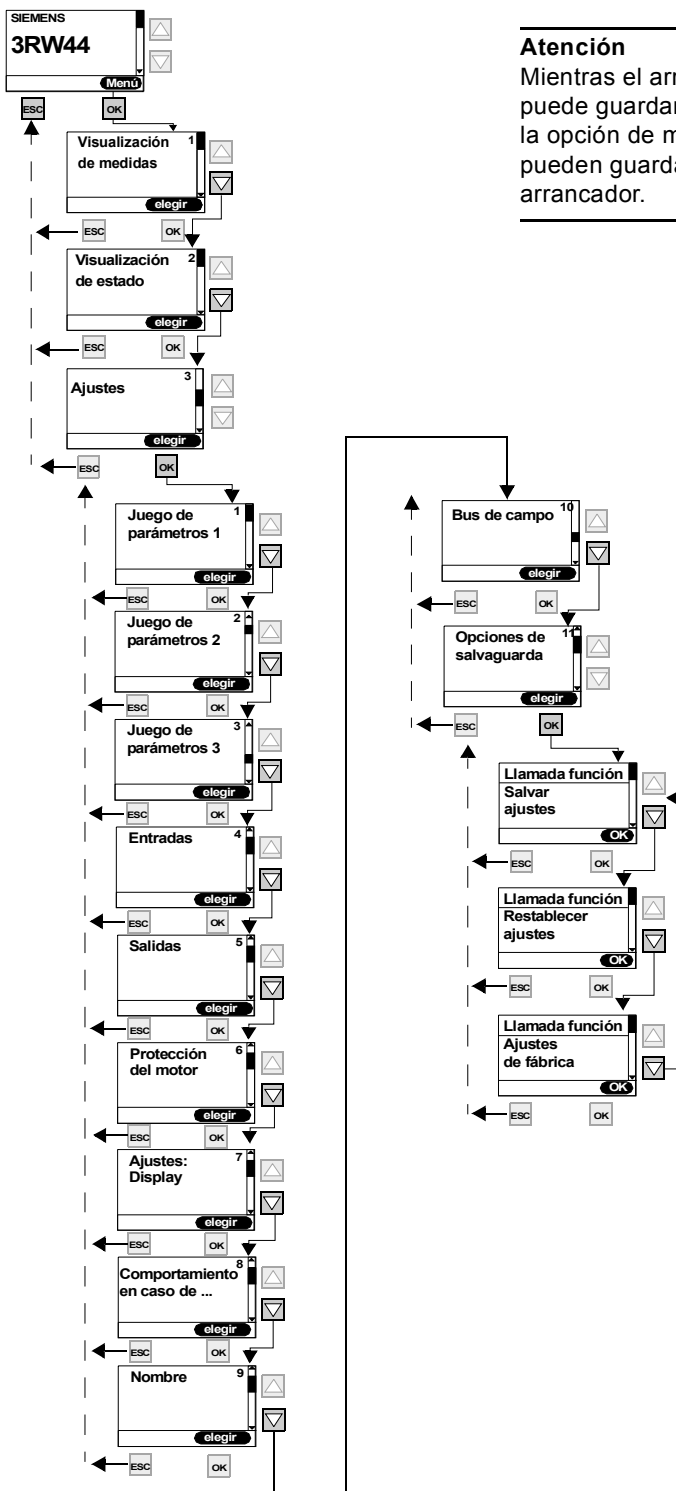 SIEMENS
3RW44
Menú
ESC
OK
Visualización 1
de medidas
elegir
ESC
OK
Visualización 2
de estado
elegir
ESC
OK
Ajustes 3
elegir
ESC
OK
Juego de 1
parámetros 1
elegir
ESC
OK
Juego de 2
parámetros 2
elegir
ESC
OK
Juego de 3
parámetros 3
elegir
ESC
OK
Entradas 4
elegir
ESC
OK
Salidas 5
elegir
ESC
OK
Protección 6
del motor
elegir
ESC
OK
Ajustes: 7
Display
elegir
ESC
OK
Comportamiento 8
en caso de ...
elegir
ESC
OK
Nombre 9
elegir
ESC
OK
Atención
Mientras el arr
puede guardar
la opción de m
pueden guarda
arrancador.
Bus de campo 10
elegir
ESC
OK
Opciones de 11
salvaguarda
elegir
ESC
OK
Llamada función
Salvar
ajustes
OK
ESC
OK
Llamada función
Restablecer
ajustes
OK
ESC
OK
Llamada función
Ajustes
de fábrica
OK
ESC
OK